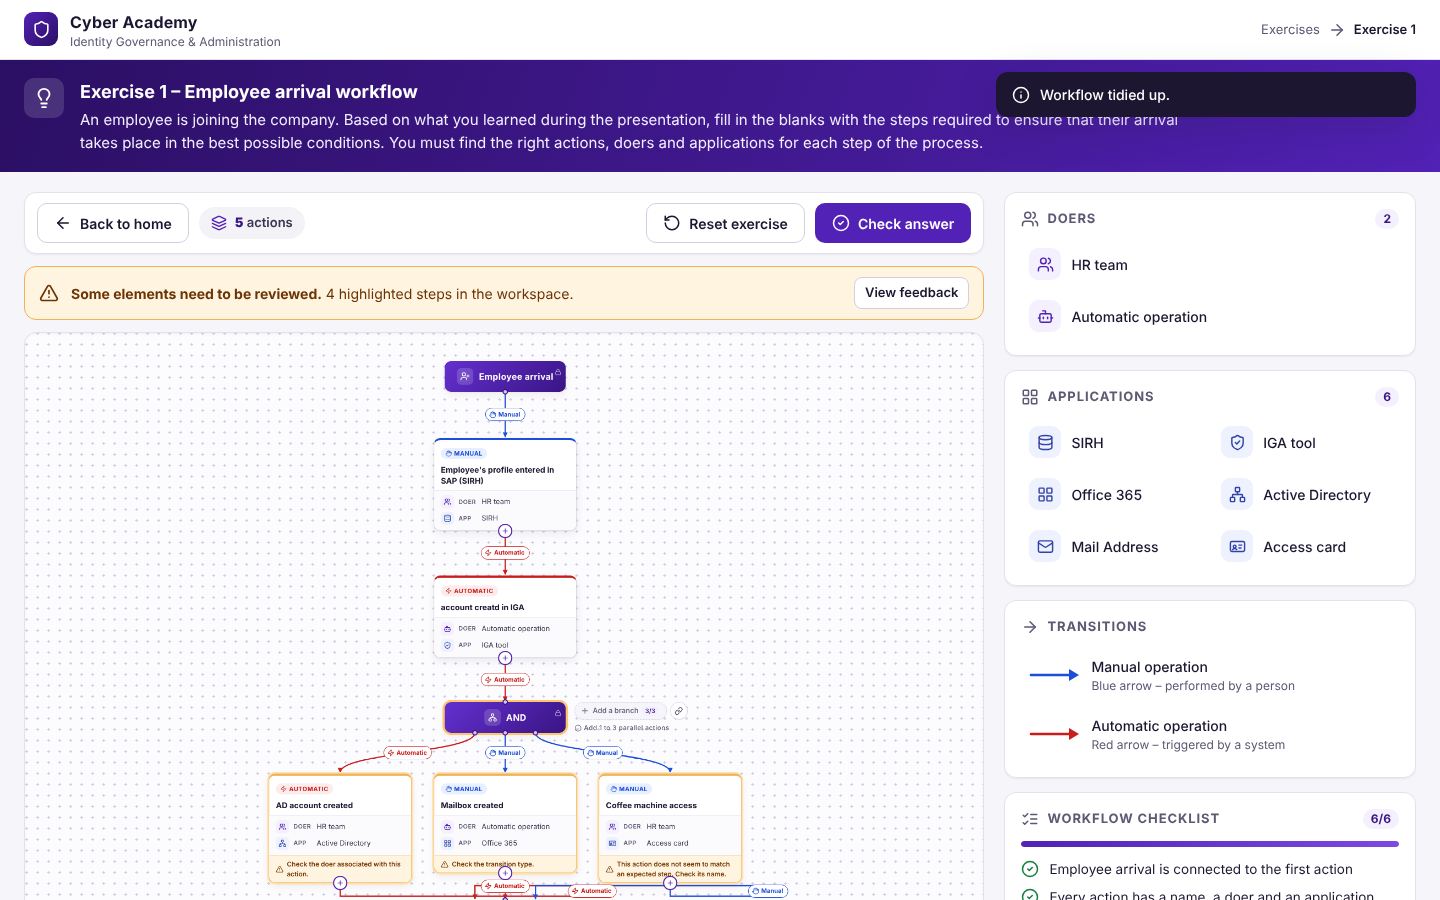 Cyber Academy
Identity Governance & Administration
Exercises
Exercise 1
Exercise 1 – Employee arrival workflow
An employee is joining the company. Based on what you learned during the presentation, fill in the blanks with the steps required to ensure that their arrival
takes place in the best possible conditions. You must find the right actions, doers and applications for each step of the process.
Workflow tidied up.
Back to home
5 actions
Reset exercise
Check answer
Some elements need to be reviewed. 4 highlighted steps in the workspace.
View feedback
Employee arrival
Manual
MANUAL
Employee's profile entered in
SAP (SIRH)
DOER HR team
APP SIRH
Automatic
AUTOMATIC
account creatd in IGA
DOER Automatic operation
APP IGA tool
Automatic
AND
Add a branch 3/3
Add 1 to 3 parallel actions
Automatic
Manual
Manual
AUTOMATIC
AD account created
DOER HR team
APP Active Directory
Check the doer associated with this
action.
MANUAL
Mailbox created
DOER Automatic operation
APP Office 365
Check the transition type.
MANUAL
Coffee machine access
DOER HR team
APP Access card
This action does not seem to match
an expected step. Check its name.
Automatic
Automatic
Manual
DOERS
2
HR team
Automatic operation
APPLICATIONS
6
SIRH
IGA tool
Office 365
Active Directory
Mail Address
Access card
TRANSITIONS
Manual operation
Blue arrow – performed by a person
Automatic operation
Red arrow – triggered by a system
WORKFLOW CHECKLIST
6/6
Employee arrival is connected to the first action
Every action has a name, a doer and an application